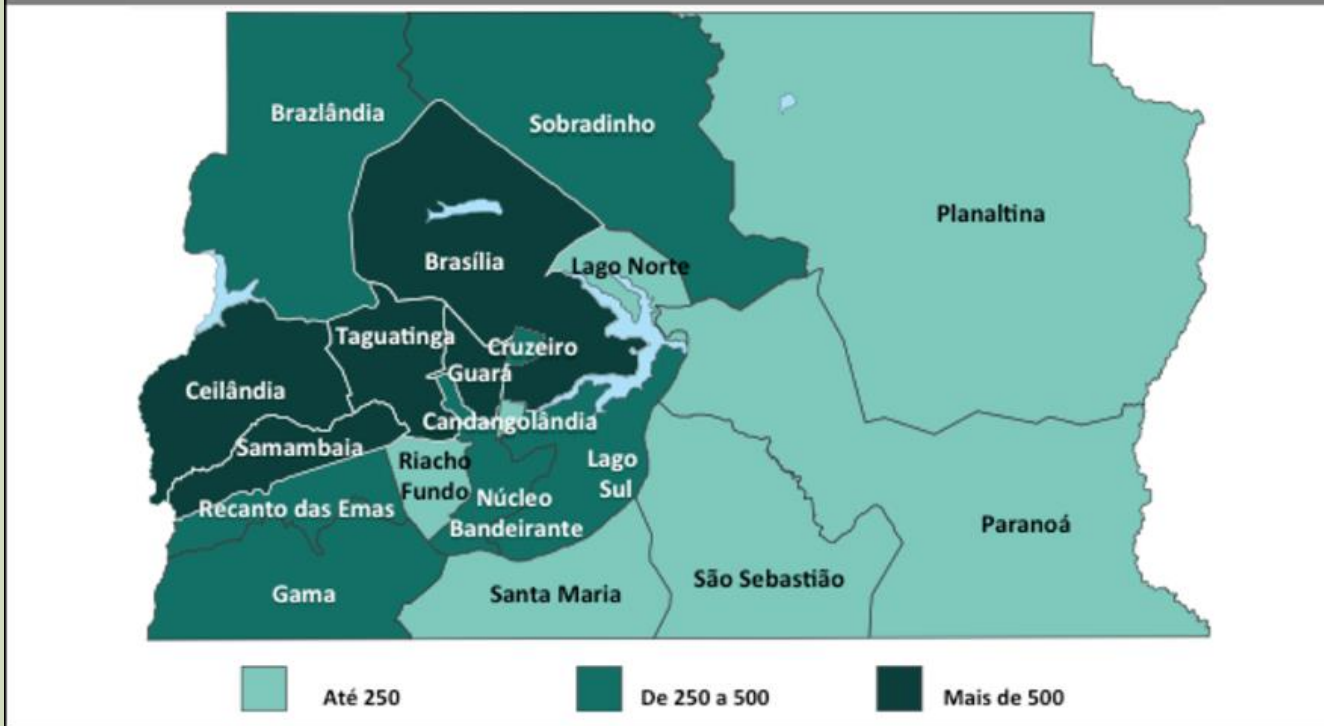 Brazlândia
Sobradinho
Planaltina
Brasília
Lago Norte
Taguatinga
Cruzeiro
Guará
Ceilândia
Candangolândia
Samambaia
Riacho
Fundo
Lago
Sul
Recanto das Emas
Núcleo
Bandeirante
Paranoá
Gama
Santa Maria
São Sebastião
Até 250
De 250 a 500
Mais de 500